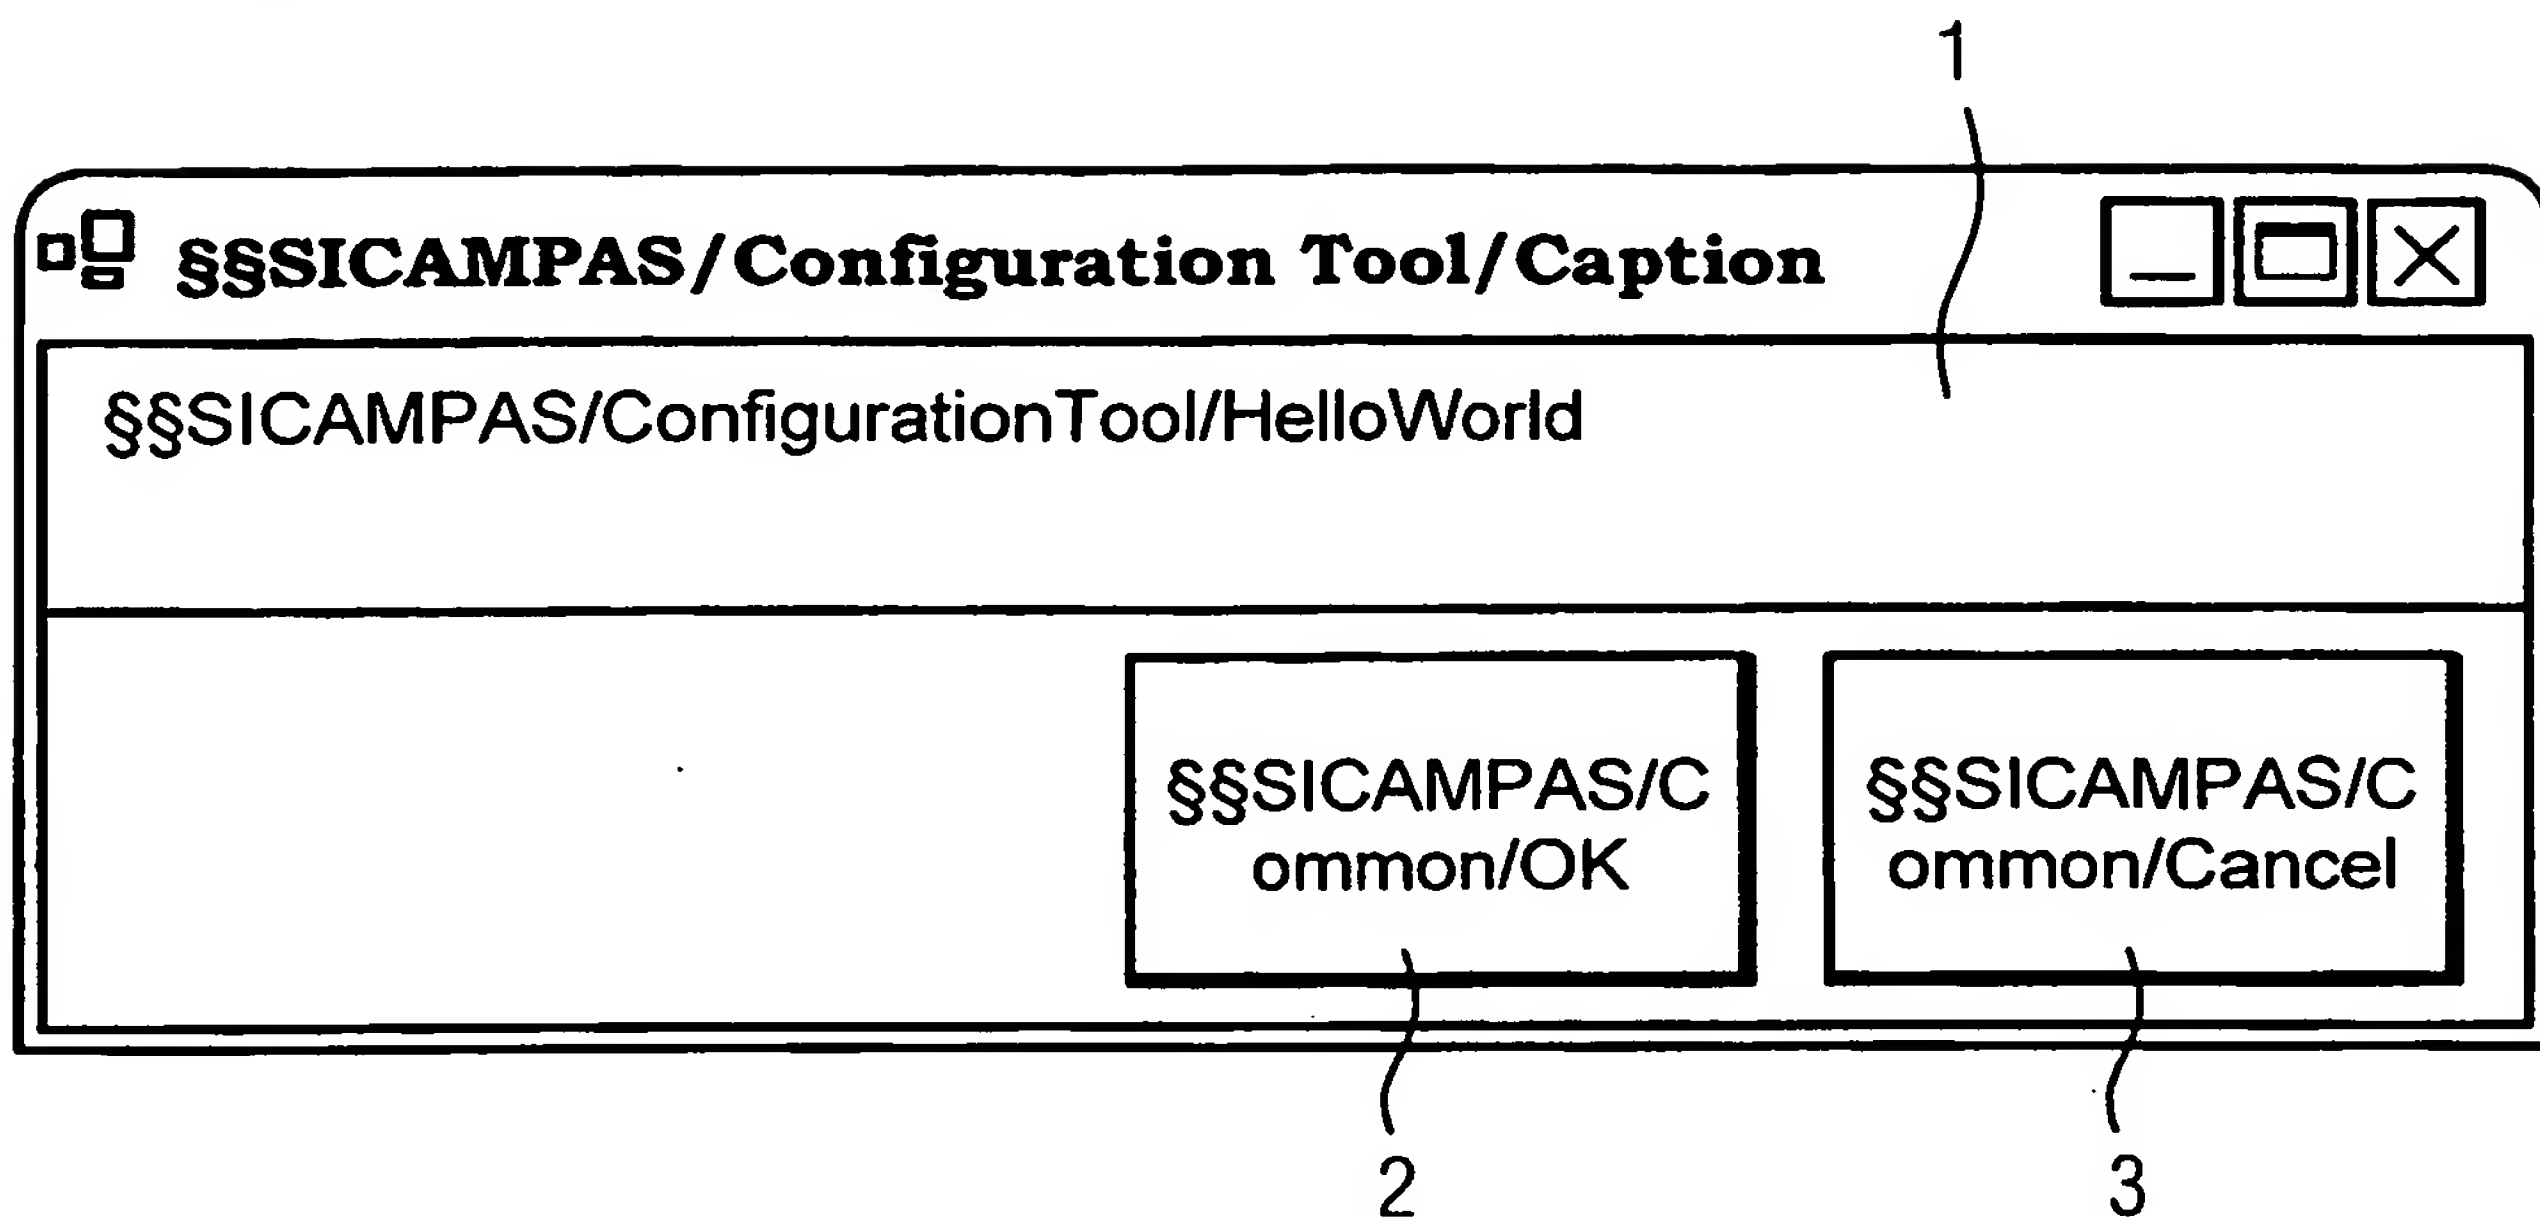 1
§§SICAMPAS/Configuration Tool/Caption
§§SICAMPAS/ConfigurationTool/HelloWorld
§§SICAMPAS/C
ommon/OK
§§SICAMPAS/C
ommon/Cancel
2
3